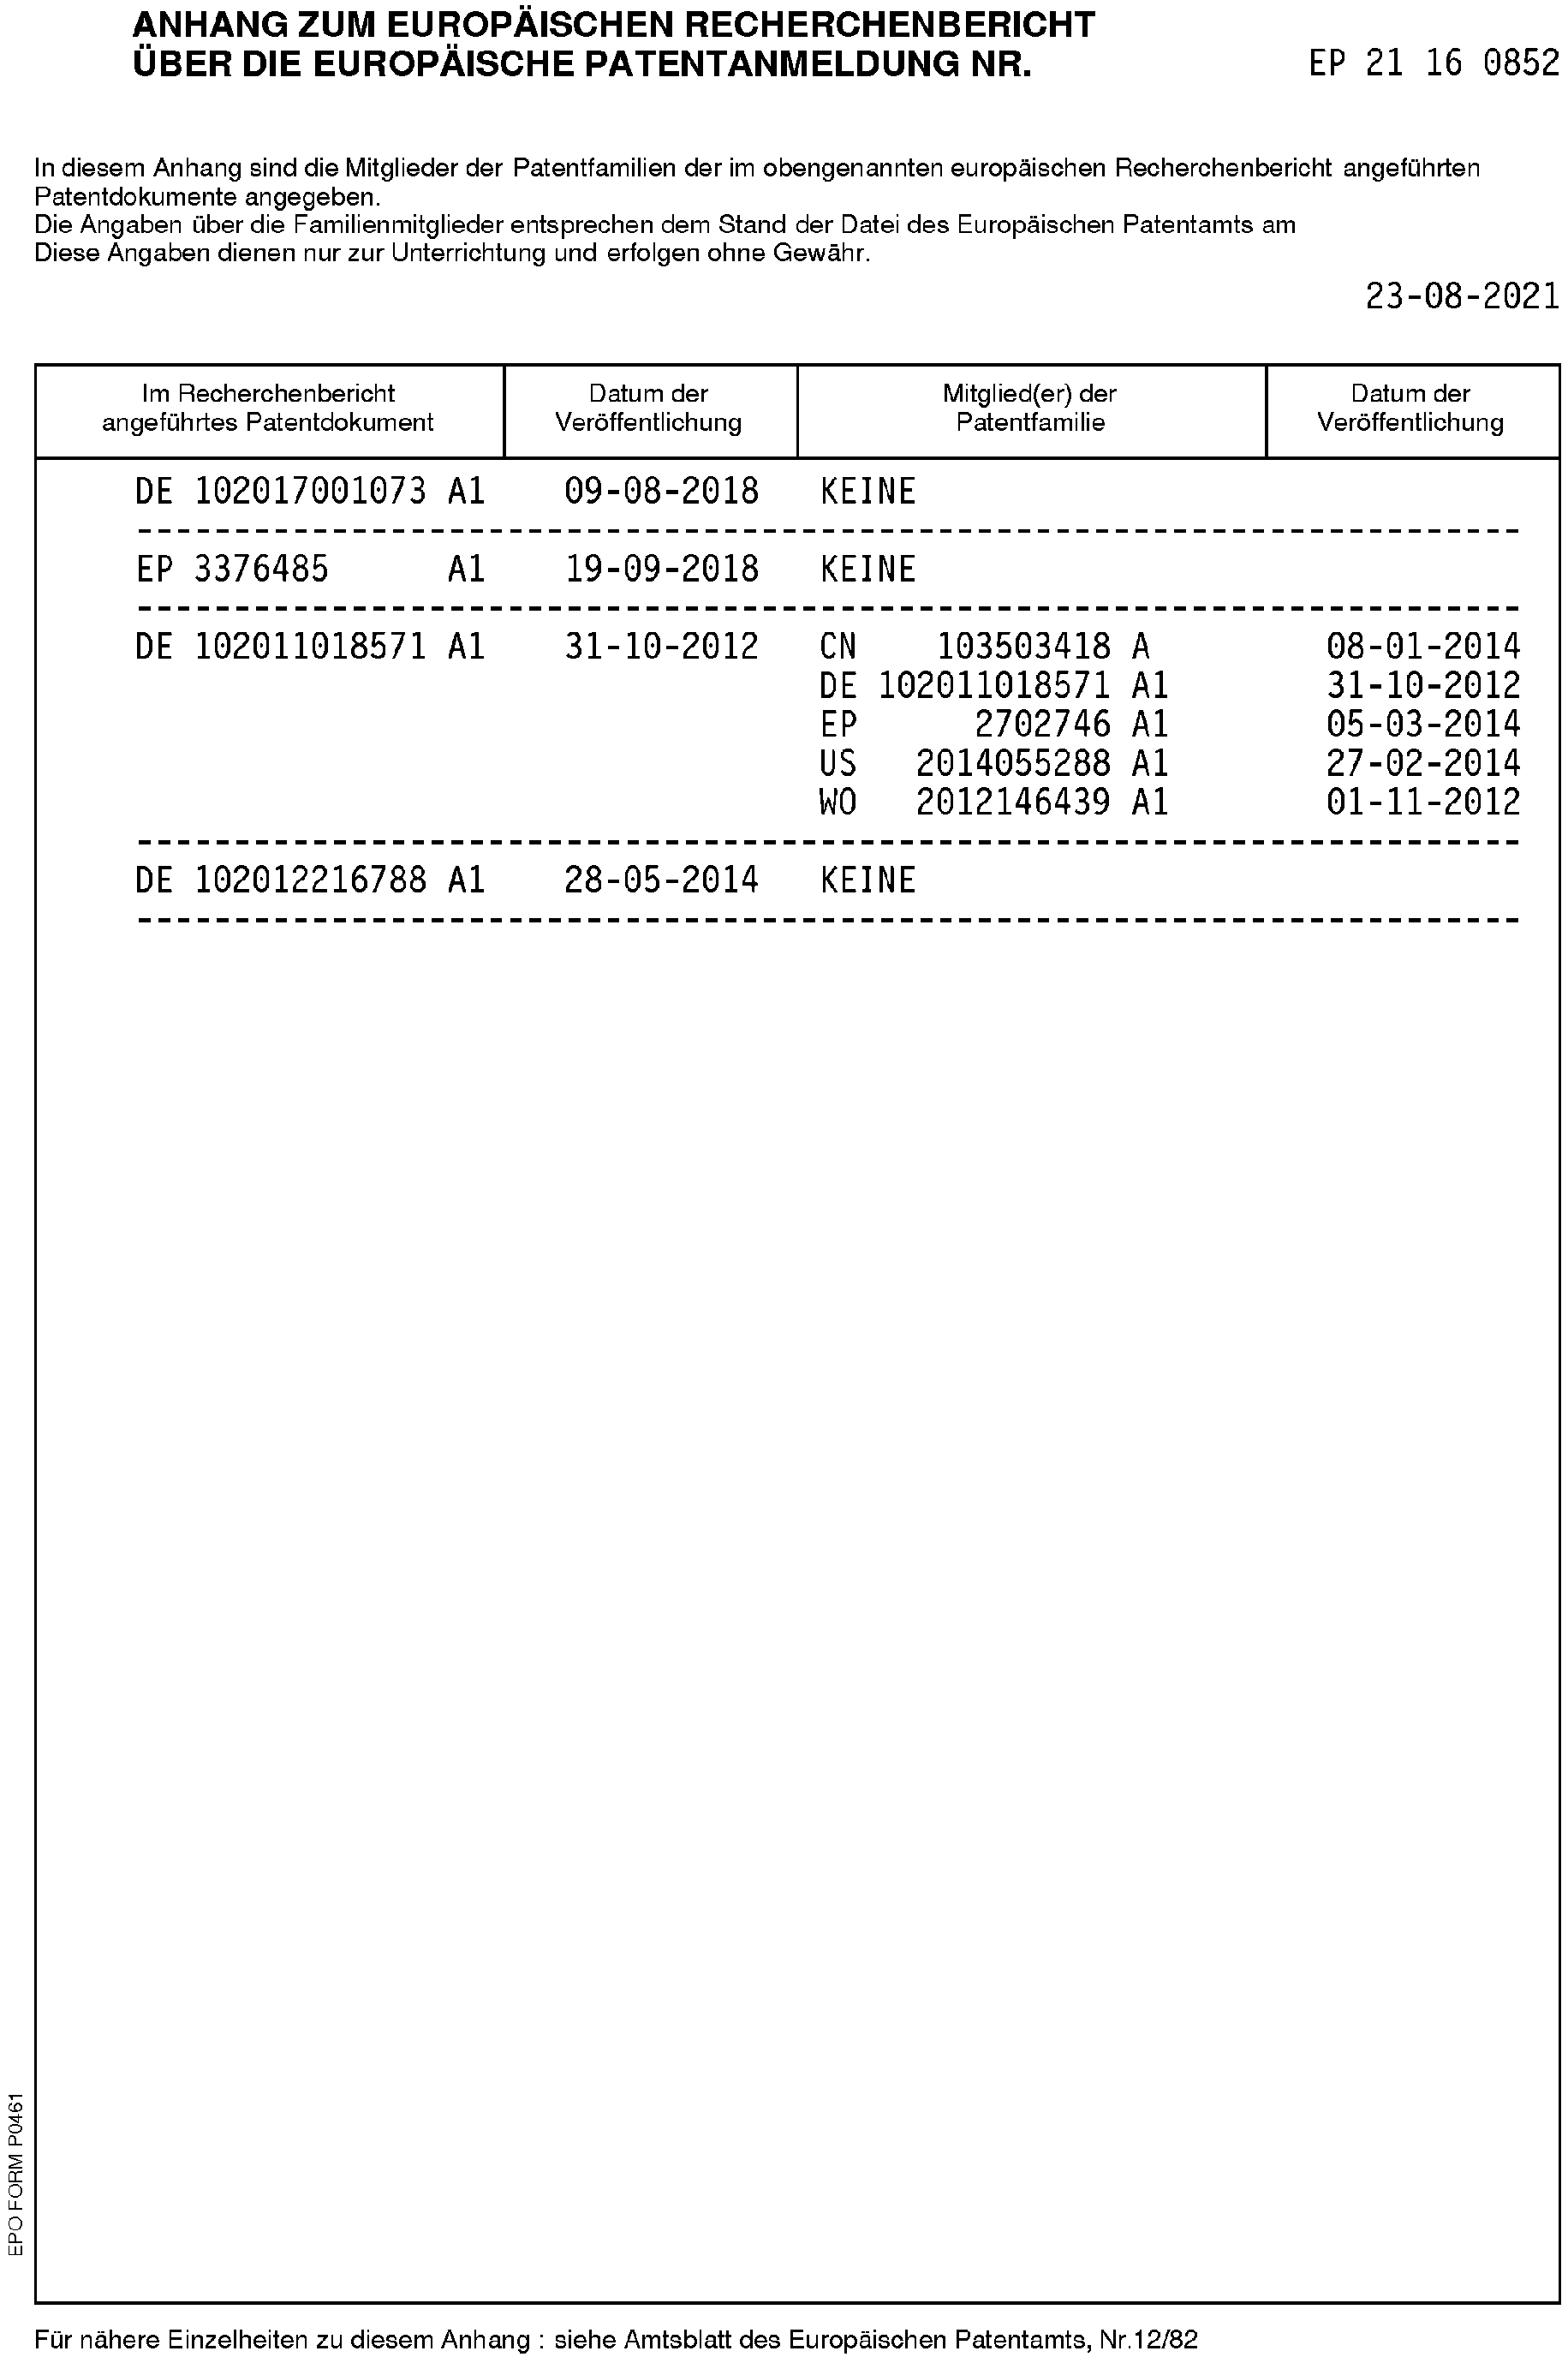 ANHANG ZUM EUROPÄISCHEN RECHERCHENBERICHT
ÜBER DIE EUROPÄISCHE PATENTANMELDUNG NR. EP 21 16 0852
In diesem Anhang sind die Mitglieder der Patentfamilien der im obengenannten europäischen Recherchenbericht angeführten
Patentdokumente angegeben.
Die Angaben über die Familienmitglieder entsprechen dem Stand der Datei des Europäischen Patentamts am
Diese Angaben dienen nur zur Unterrichtung und erfolgen ohne Gewähr.
23-08-2021
Im Recherchenbericht angeführtes Patentdokument Datum der Veröffentlichung Mitglied(er) der Patentfamilie Datum der Veröffentlichung
DE 102017001073 A1 09-08-2018 KEINE
EP 3376485 A1 19-09-2018 KEINE
DE 102011018571 A1 31-10-2012 CN 103503418 A 08-01-2014
DE 102011018571 A1 31-10-2012
EP 2702746 A1 05-03-2014
US 2014055288 A1 27-02-2014
WO 2012146439 A1 01-11-2012
DE 102012216788 A1 28-05-2014 KEINE
EPO FORM P0461
Für nähere Einzelheiten zu diesem Anhang : siehe Amtsblatt des Europäischen Patentamts, Nr.12/82